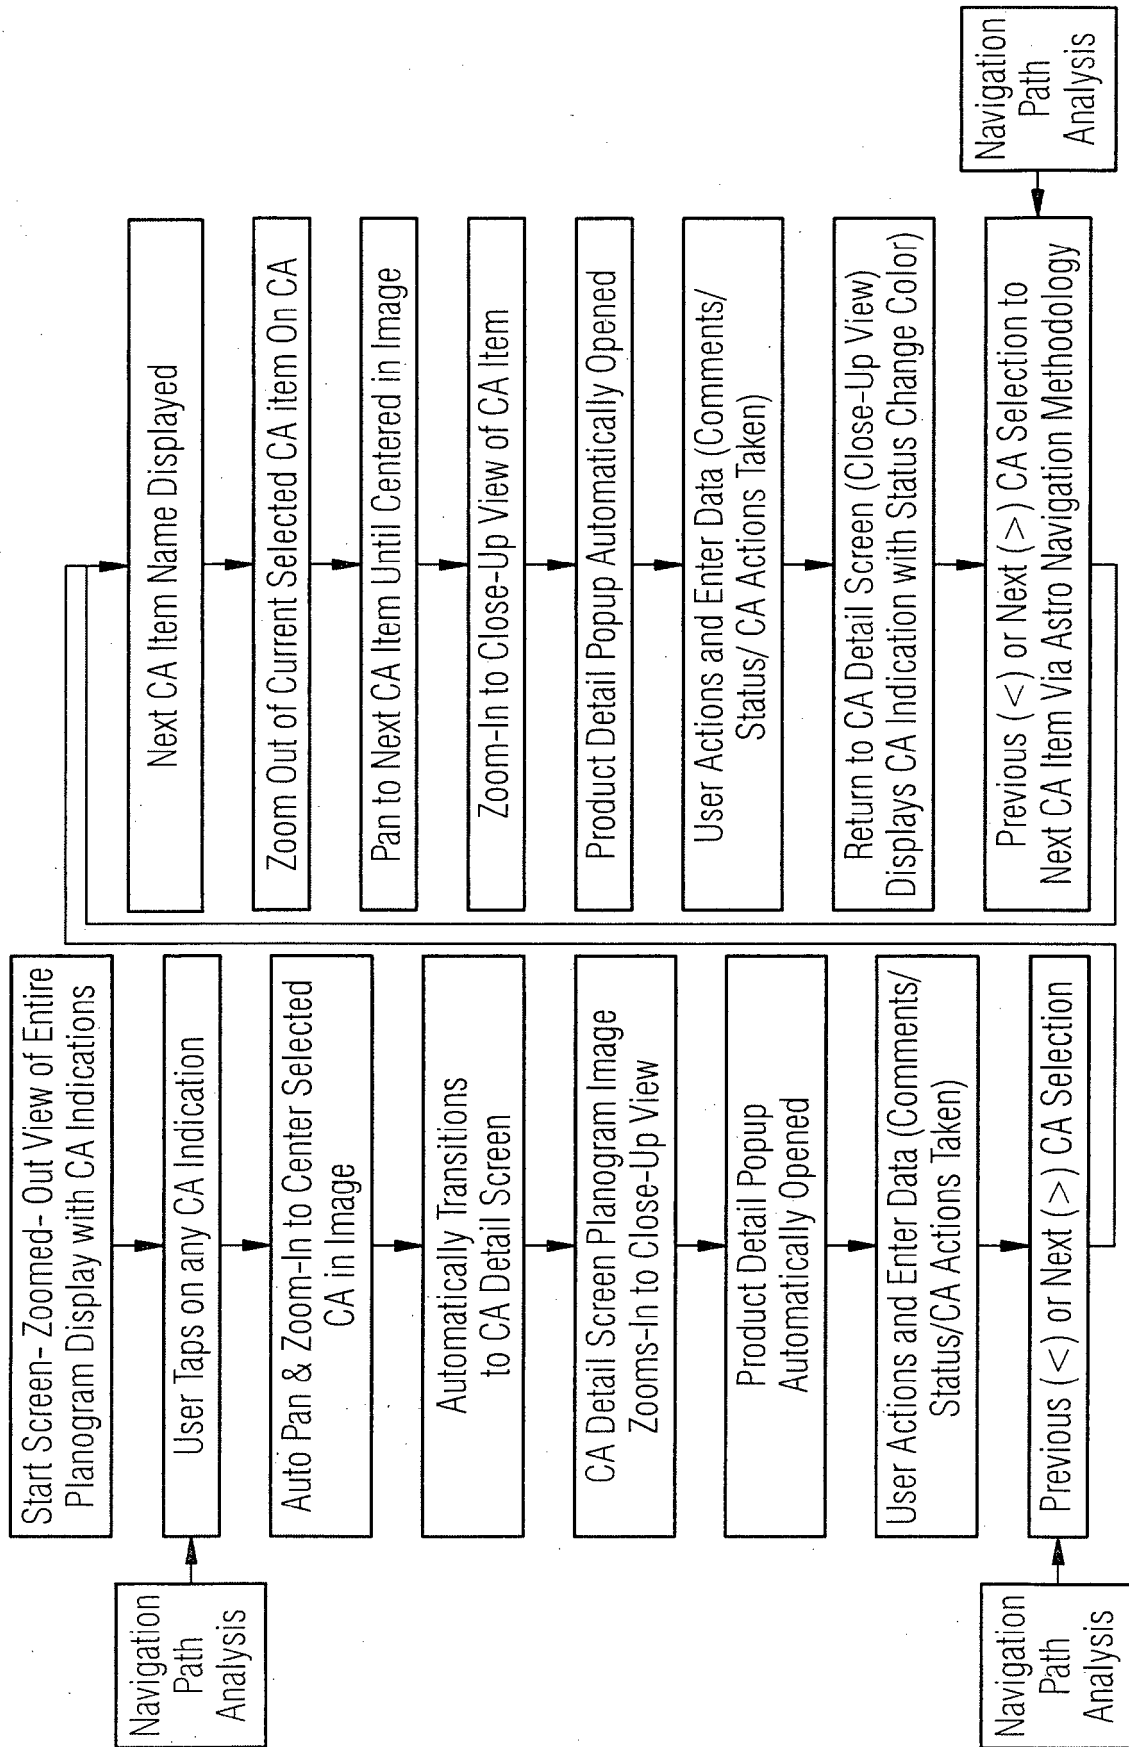 Start Screen- Zoomed- Out View of Entire
Planogram Display with CA Indications
Navigation
Path
Analysis
User Taps on any CA Indication
Auto Pan & Zoom-In to Center Selected
CA in Image
Automatically Transitions
to CA Detail Screen
CA Detail Screen Planogram Image
Zooms-In to Close-Up View
Product Detail Popup
Automatically Opened
User Actions and Enter Data (Comments/
Status/CA Actions Taken)
Navigation
Path
Analysis
Previous (<) or Next (>) CA Selection
Next CA Item Name Displayed
Zoom Out of Current Selected CA item On CA
Pan to Next CA Item Until Centered in Image
Zoom-In to Close-Up View of CA Item
Product Detail Popup Automatically Opened
User Actions and Enter Data (Comments/
Status/ CA Actions Taken)
Return to CA Detail Screen (Close-Up View)
Displays CA Indication with Status Change Color)
Previous (<) or Next (>) CA Selection to
Next CA Item Via Astro Navigation Methodology
Navigation
Path
Analysis